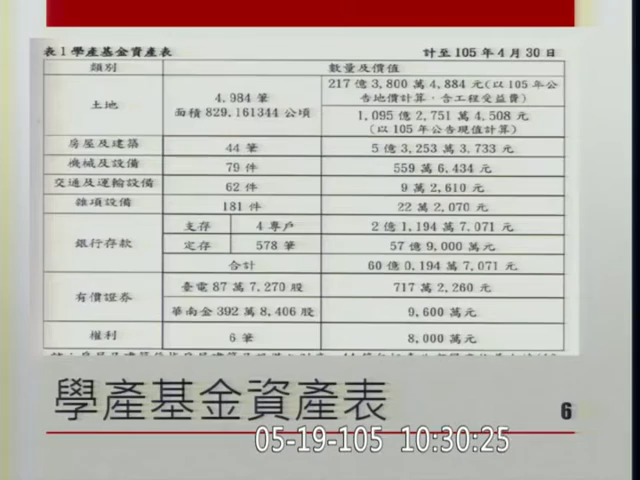 表1學產基金資產表 計至105年4月30日
類別 數量及價值
土地 4,984筆 面積829.161344公頃 217億3,800萬4,884元(以105年公告地價計算,含工程受益費)
1,095億2,751萬4,508元(以105年公告現值計算)
房屋及建築 44筆 5億3,253萬3,733元
機械及設備 79件 559萬6,434元
交通及運輸設備 62件 9萬2,610元
雜項設備 181件 22萬2,070元
銀行存款 支存 4專戶 2億1,194萬7,071元
定存 578筆 57億9,000萬元
合計 60億0,194萬7,071元
有價證券 臺電87萬7,270股 717萬2,260元
華南金392萬8,406股 9,600萬元
權利 6筆 8,000萬元
學產基金資產表 6
05-19-105 10:30:25